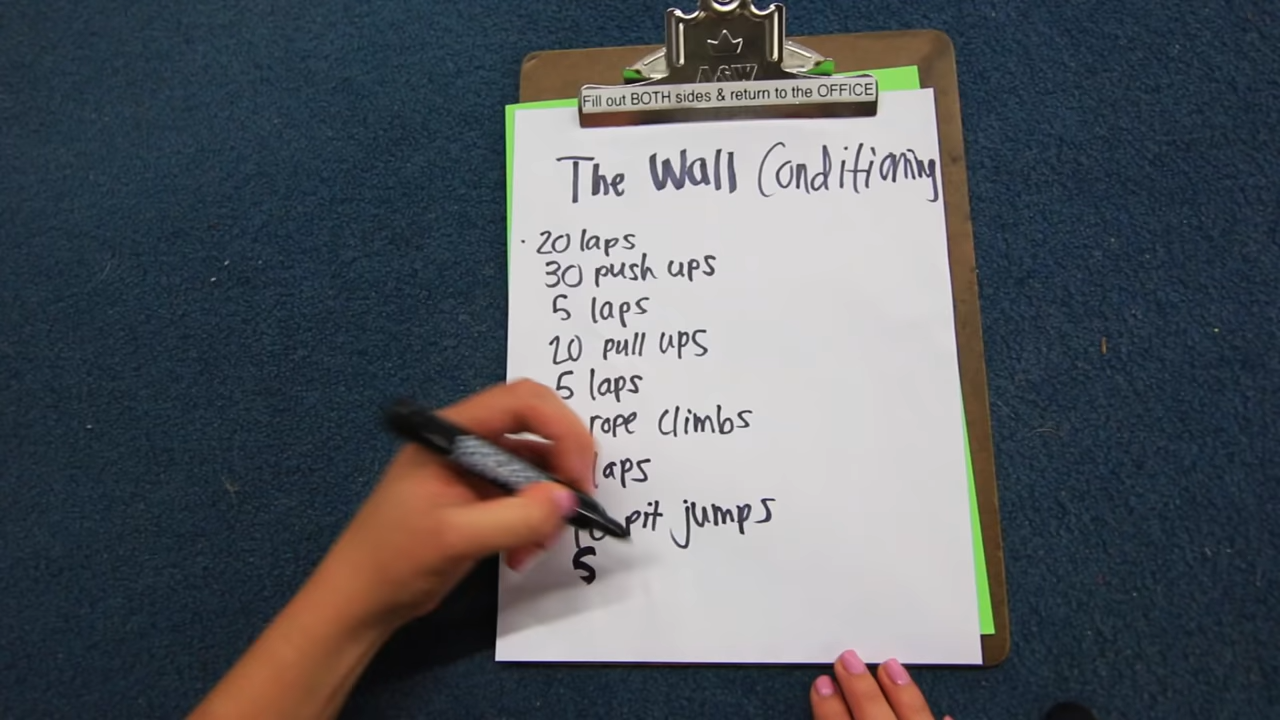 A&W
Fill out BOTH sides & return to the OFFICE
The Wall Conditioning
· 20 laps
30 push ups
5 laps
20 pull ups
5 laps
rope climbs
laps
10 pit jumps
5